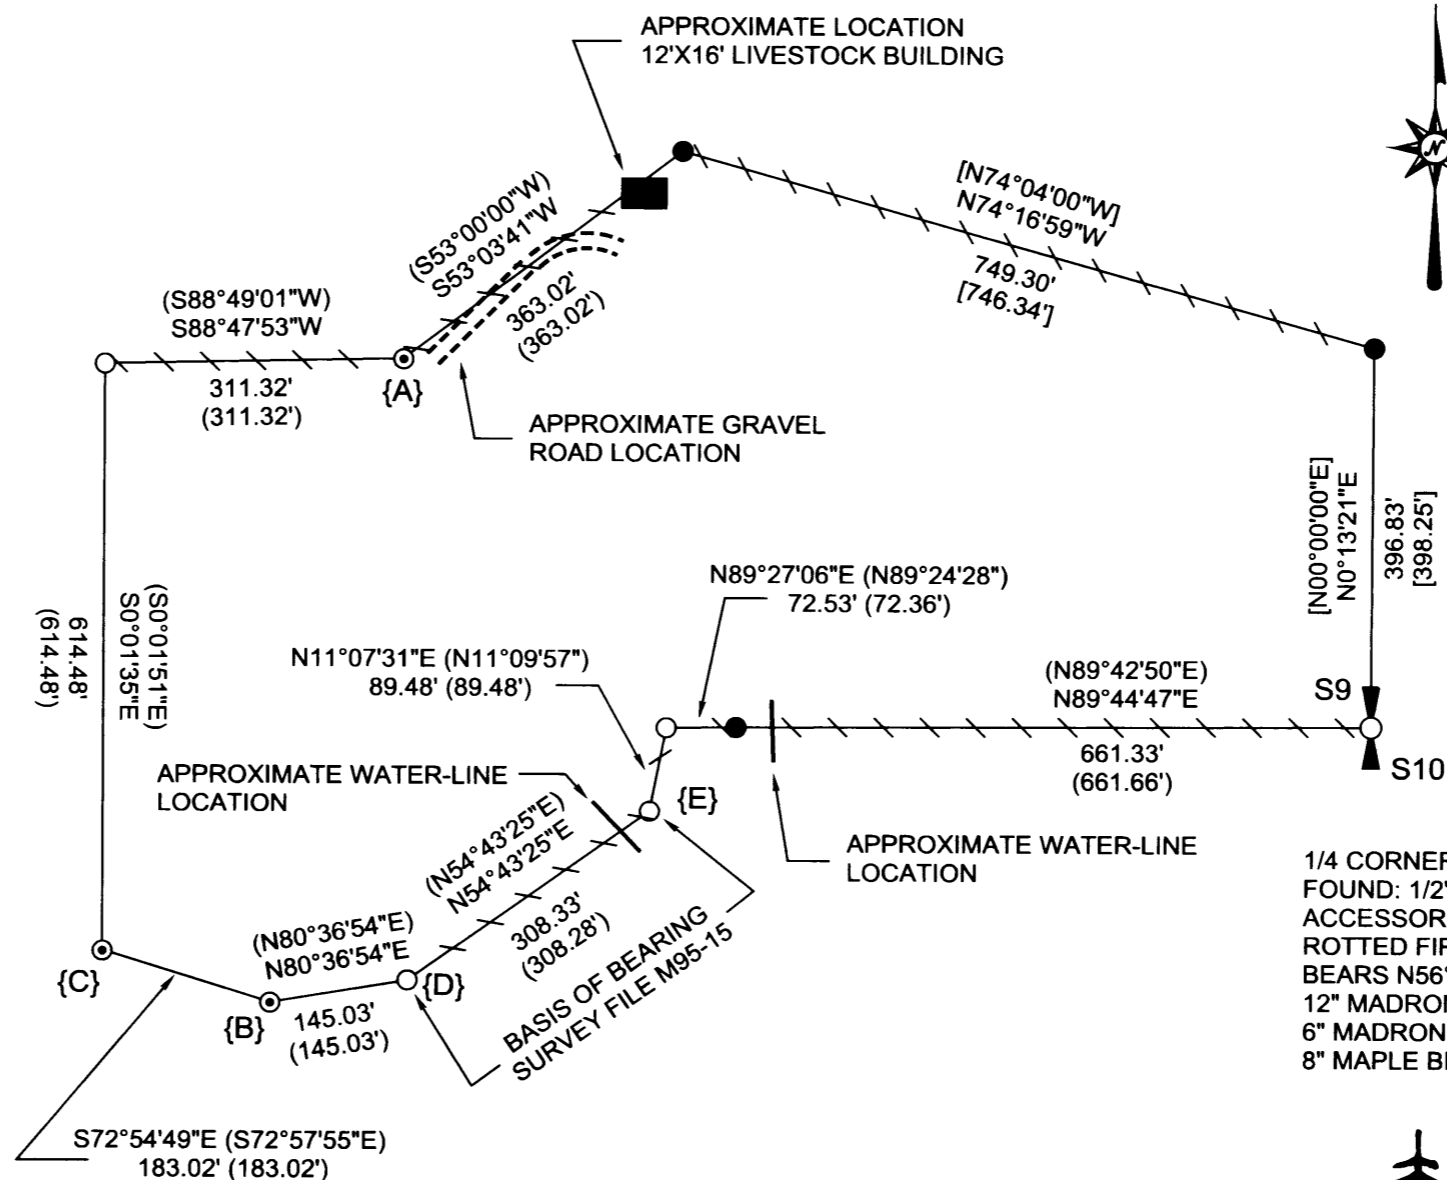 APPROXIMATE LOCATION
12'X16' LIVESTOCK BUILDING
N
[N74°04'00"W]
N74°16'59"W
749.30'
[746.34']
(S53°00'00"W)
S53°03'41"W
363.02'
(363.02')
(S88°49'01"W)
S88°47'53"W
311.32'
(311.32')
{A}
APPROXIMATE GRAVEL
ROAD LOCATION
[N00°00'00"E]
N0°13'21"E
396.83'
[398.25']
N89°27'06"E (N89°24'28")
72.53' (72.36')
(S0°01'51"E)
S0°01'35"E
614.48'
(614.48')
N11°07'31"E (N11°09'57")
89.48' (89.48')
(N89°42'50"E)
N89°44'47"E
661.33'
(661.66')
S9
S10
APPROXIMATE WATER-LINE
LOCATION
{E}
(N54°43'25"E)
N54°43'25"E
308.33'
(308.28')
APPROXIMATE WATER-LINE
LOCATION
BASIS OF BEARING
SURVEY FILE M95-15
(N80°36'54"E)
N80°36'54"E
145.03'
(145.03')
{D}
{C}
{B}
S72°54'49"E (S72°57'55"E)
183.02' (183.02')
1/4 CORNER
FOUND: 1/2"
ACCESSOR
ROTTED FIR
BEARS N56°
12" MADRON
6" MADRON
8" MAPLE B